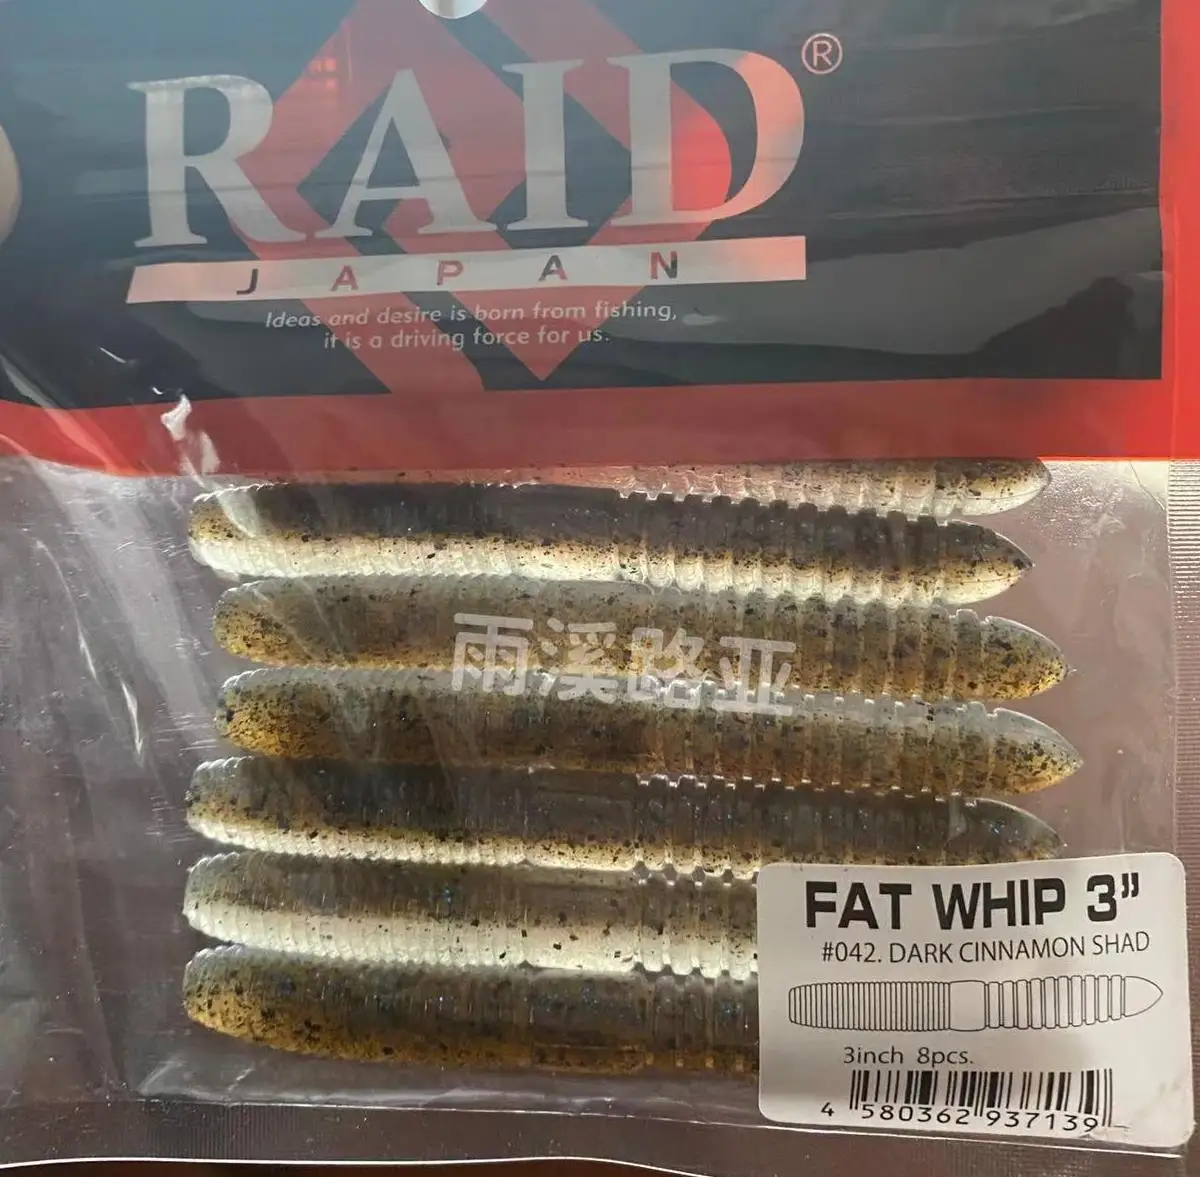 RAID®
JAPAN
Ideas and desire is born from fishing,
it is a driving force for us.
雨溪路亚
FAT WHIP 3”
#042. DARK CINNAMON SHAD
3inch 8pcs.
4 580362 937139